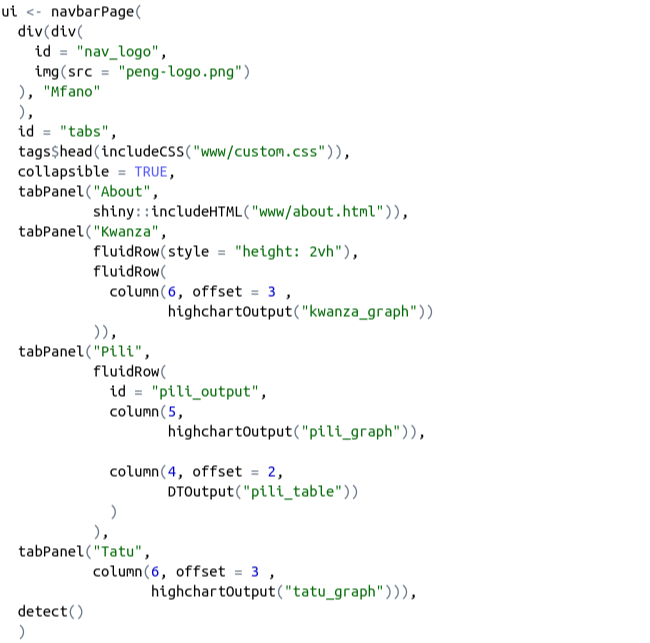 ui <- navbarPage(
  div(div(
    id = "nav_logo",
    img(src = "peng-logo.png")
  ), "Mfano"
  ),
  id = "tabs",
  tags$head(includeCSS("www/custom.css")),
  collapsible = TRUE,
  tabPanel("About",
           shiny::includeHTML("www/about.html")),
  tabPanel("Kwanza",
           fluidRow(style = "height: 2vh"),
           fluidRow(
             column(6, offset = 3 ,
                    highchartOutput("kwanza_graph"))
           )),
  tabPanel("Pili",
           fluidRow(
             id = "pili_output",
             column(5,
                    highchartOutput("pili_graph")),
             column(4, offset = 2,
                    DTOutput("pili_table"))
             )
           ),
  tabPanel("Tatu",
           column(6, offset = 3 ,
                  highchartOutput("tatu_graph"))),
  detect()
  )